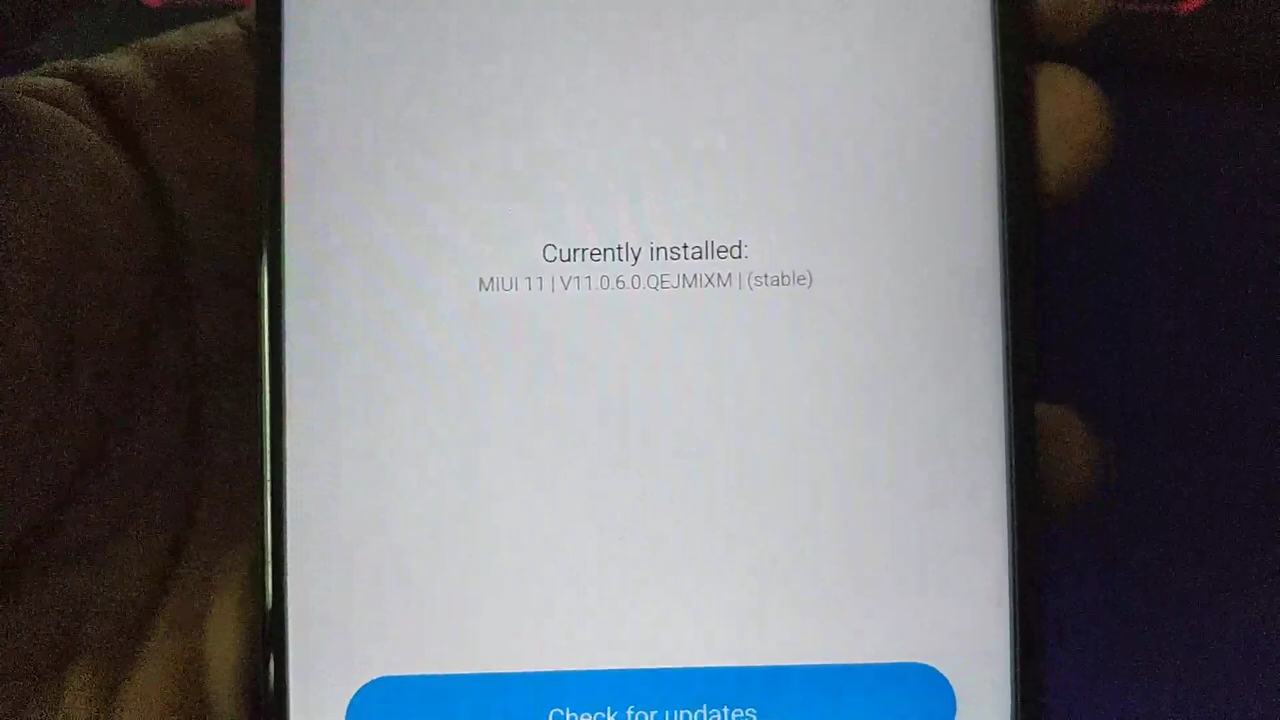 Currently installed:
MIUI 11 | V11.0.6.0.QEJMIXM | (stable)
Check for updates